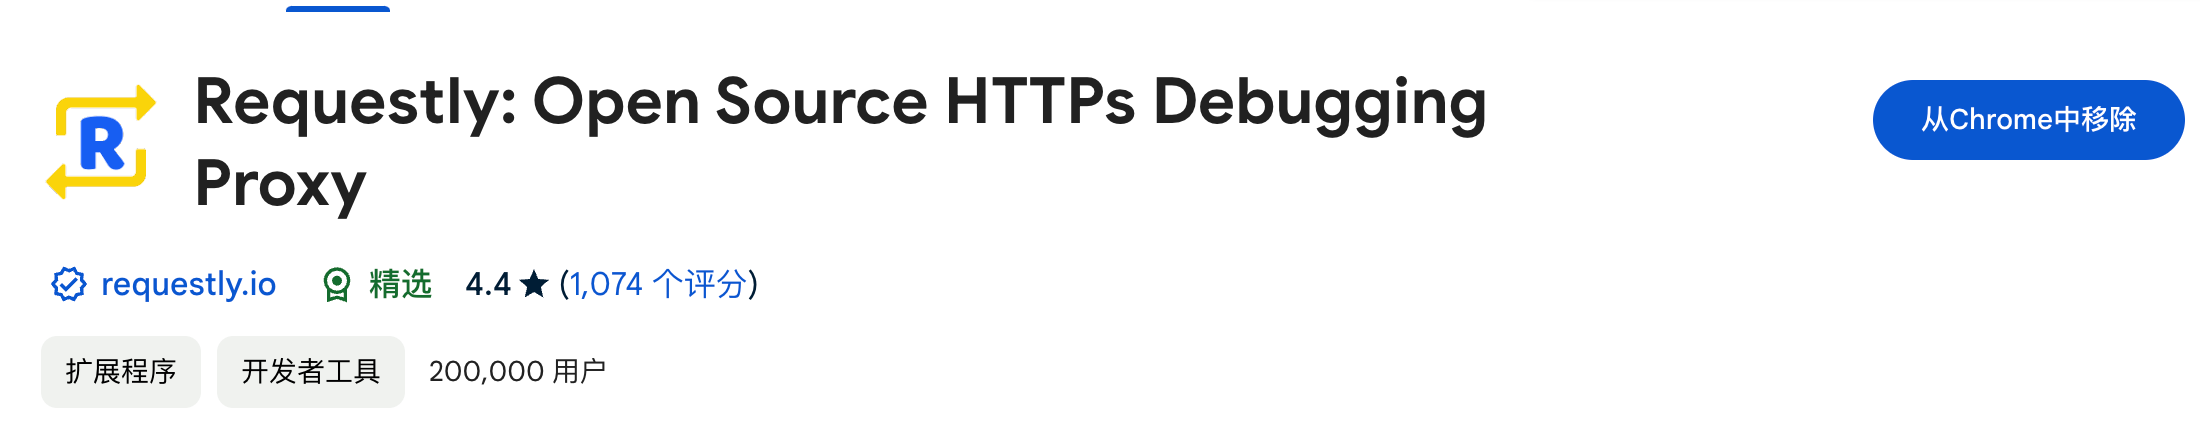 Requestly: Open Source HTTPs Debugging
Proxy
从Chrome中移除
R
requestly.io 精选 4.4★ (1,074 个评分)
扩展程序 开发者工具 200,000 用户